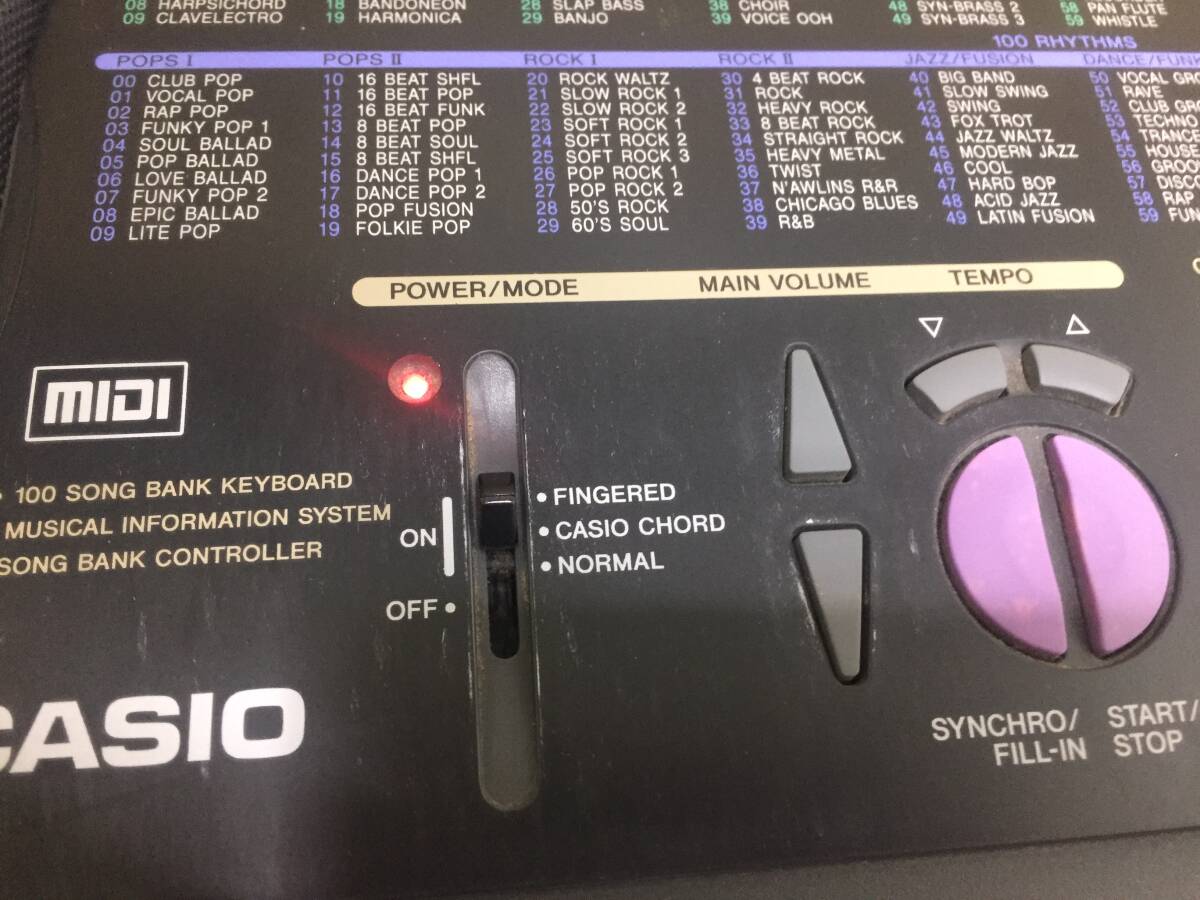 08 HARPSICHORD 18 BANDONEON 28 SLAP BASS 38 CHOIR 48 SYN-BRASS 2 58 PAN FLUTE
09 CLAVELECTRO 19 HARMONICA 29 BANJO 39 VOICE OOH 49 SYN-BRASS 3 59 WHISTLE
100 RHYTHMS
POPS I
00 CLUB POP
01 VOCAL POP
02 RAP POP
03 FUNKY POP 1
04 SOUL BALLAD
05 POP BALLAD
06 LOVE BALLAD
07 FUNKY POP 2
08 EPIC BALLAD
09 LITE POP
POPS II
10 16 BEAT SHFL
11 16 BEAT POP
12 16 BEAT FUNK
13 8 BEAT POP
14 8 BEAT SOUL
15 8 BEAT SHFL
16 DANCE POP 1
17 DANCE POP 2
18 POP FUSION
19 FOLKIE POP
ROCK I
20 ROCK WALTZ
21 SLOW ROCK 1
22 SLOW ROCK 2
23 SOFT ROCK 1
24 SOFT ROCK 2
25 SOFT ROCK 3
26 POP ROCK 1
27 POP ROCK 2
28 50'S ROCK
29 60'S SOUL
ROCK II
30 4 BEAT ROCK
31 ROCK
32 HEAVY ROCK
33 8 BEAT ROCK
34 STRAIGHT ROCK
35 HEAVY METAL
36 TWIST
37 N'AWLINS R&R
38 CHICAGO BLUES
39 R&B
JAZZ/FUSION
40 BIG BAND
41 SLOW SWING
42 SWING
43 FOX TROT
44 JAZZ WALTZ
45 MODERN JAZZ
46 COOL
47 HARD BOP
48 ACID JAZZ
49 LATIN FUSION
DANCE/FUNK
50 VOCAL GRO
51 RAVE
52 CLUB GRO
53 TECHNO
54 TRANCE
55 HOUSE
56 GROO
57 DISCO
58 RAP
59 FUN
POWER/MODE MAIN VOLUME TEMPO
MIDI
• 100 SONG BANK KEYBOARD
MUSICAL INFORMATION SYSTEM
SONG BANK CONTROLLER
ON
OFF •
• FINGERED
• CASIO CHORD
• NORMAL
CASIO
SYNCHRO/ START/
FILL-IN STOP